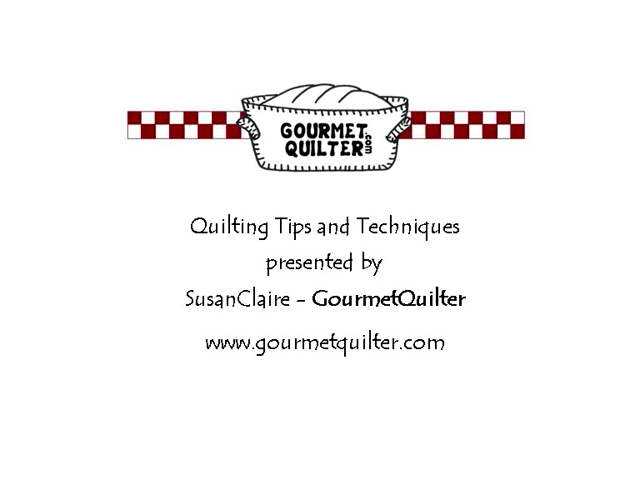 GOURMET
QUILTER.com
Quilting Tips and Techniques
presented by
SusanClaire - GourmetQuilter
www.gourmetquilter.com